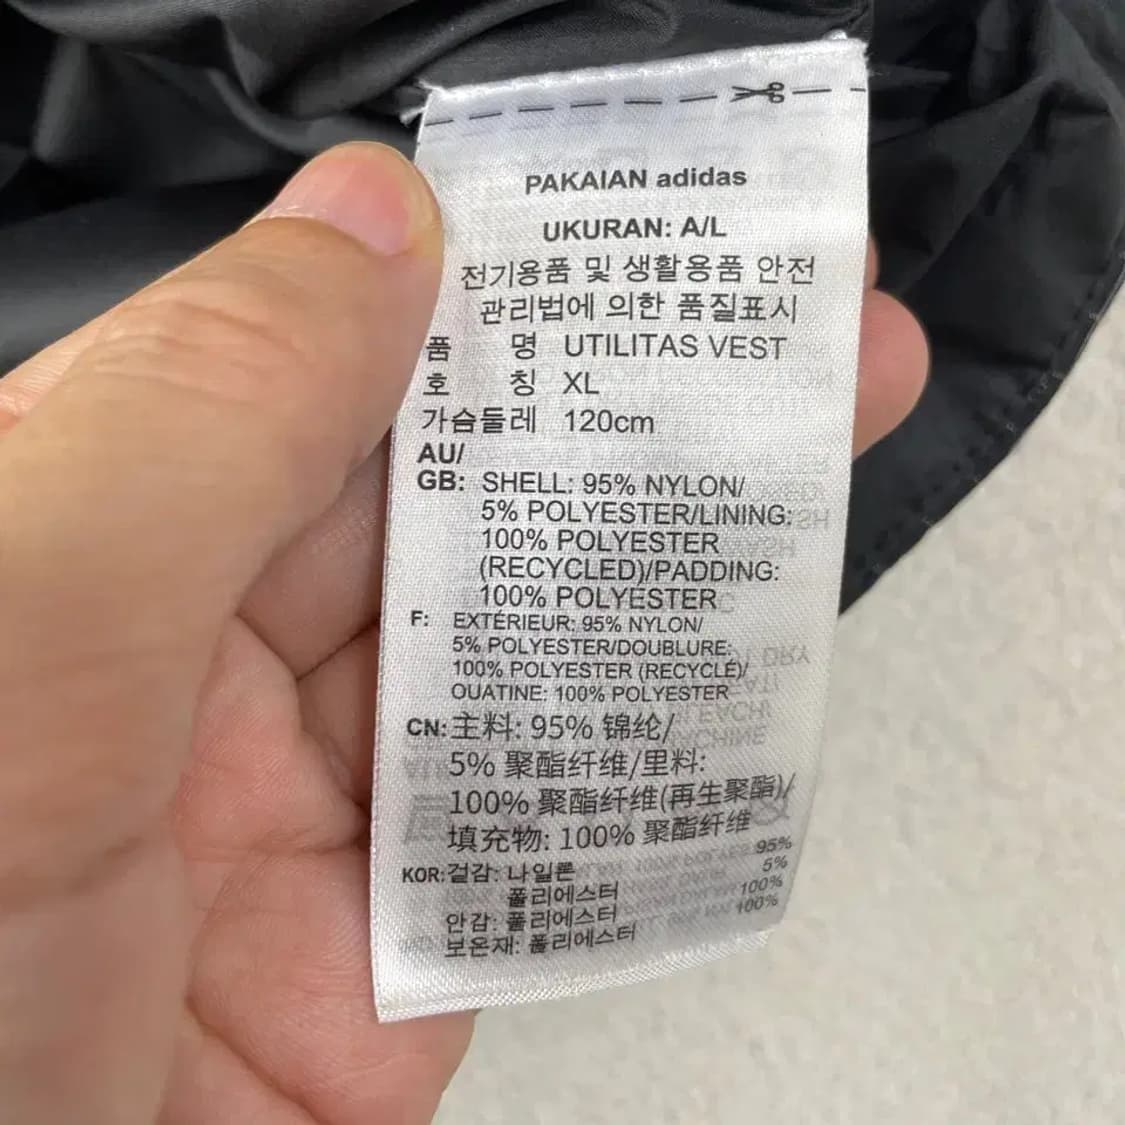 PAKAIAN adidas
UKURAN: A/L
전기용품 및 생활용품 안전
관리법에 의한 품질표시
품 명 UTILITAS VEST
호 칭 XL
가슴둘레 120cm
AU/
GB: SHELL: 95% NYLON/
5% POLYESTER/LINING:
100% POLYESTER
(RECYCLED)/PADDING:
100% POLYESTER
F: EXTÉRIEUR: 95% NYLON/
5% POLYESTER/DOUBLURE:
100% POLYESTER (RECYCLÉ)/
OUATINE: 100% POLYESTER
CN: 主料: 95% 锦纶/
5% 聚酯纤维/里料:
100% 聚酯纤维(再生聚酯)/
填充物: 100% 聚酯纤维
KOR: 겉감: 나일론 95%
폴리에스터 5%
안감: 폴리에스터 100%
보온재: 폴리에스터 100%